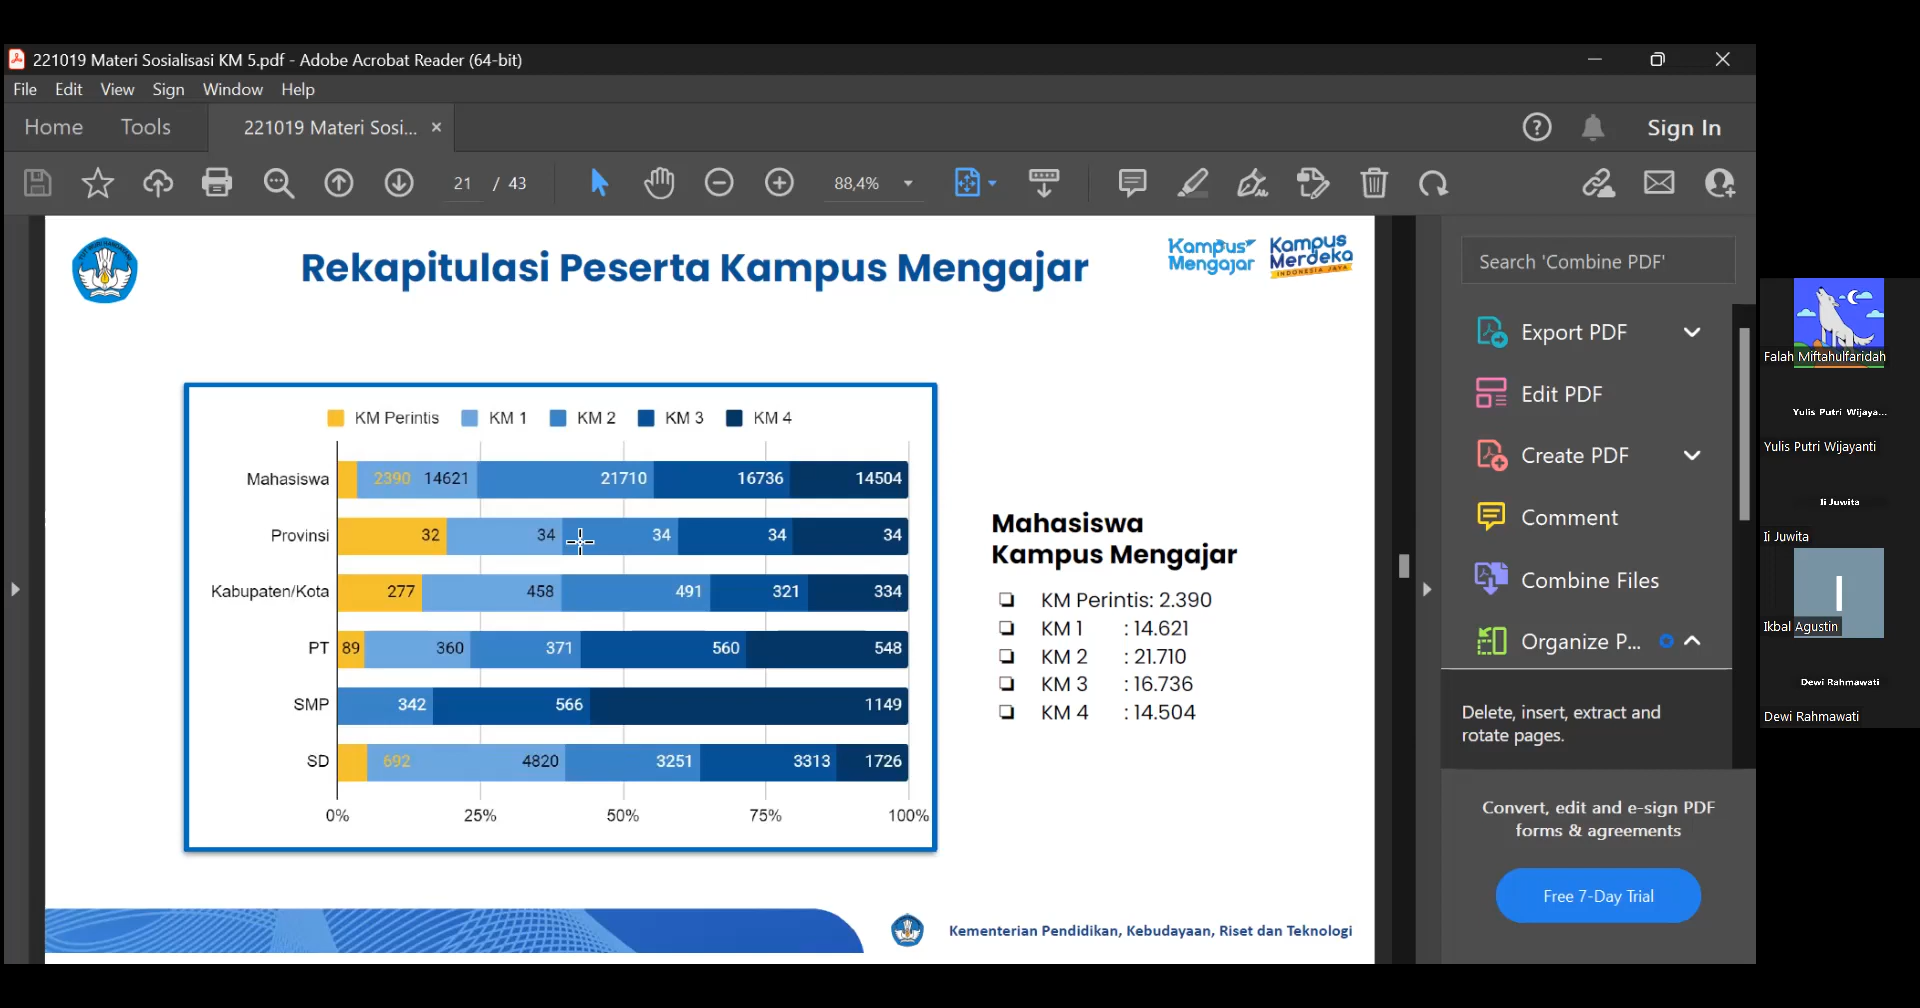 221019 Materi Sosialisasi KM 5.pdf - Adobe Acrobat Reader (64-bit)
File Edit View Sign Window Help
Home Tools 221019 Materi Sosi... × Sign In
21 / 43 88,4%
Rekapitulasi Peserta Kampus Mengajar
Kampus Mengajar
Kampus Merdeka
INDONESIA JAYA
KM Perintis KM 1 KM 2 KM 3 KM 4
Mahasiswa 2390 14621 21710 16736 14504
Provinsi 32 34 34 34 34
Kabupaten/Kota 277 458 491 321 334
PT 89 360 371 560 548
SMP 342 566 1149
SD 692 4820 3251 3313 1726
0% 25% 50% 75% 100%
Mahasiswa
Kampus Mengajar
KM Perintis: 2.390
KM 1 : 14.621
KM 2 : 21.710
KM 3 : 16.736
KM 4 : 14.504
Kementerian Pendidikan, Kebudayaan, Riset dan Teknologi
Search 'Combine PDF'
Export PDF
Edit PDF
Create PDF
Comment
Combine Files
Organize P...
Delete, insert, extract and
rotate pages.
Convert, edit and e-sign PDF
forms & agreements
Free 7-Day Trial
Falah Miftahulfaridah
Yulis Putri Wijaya...
Yulis Putri Wijayanti
Ii Juwita
Ii Juwita
I
Ikbal Agustin
Dewi Rahmawati
Dewi Rahmawati